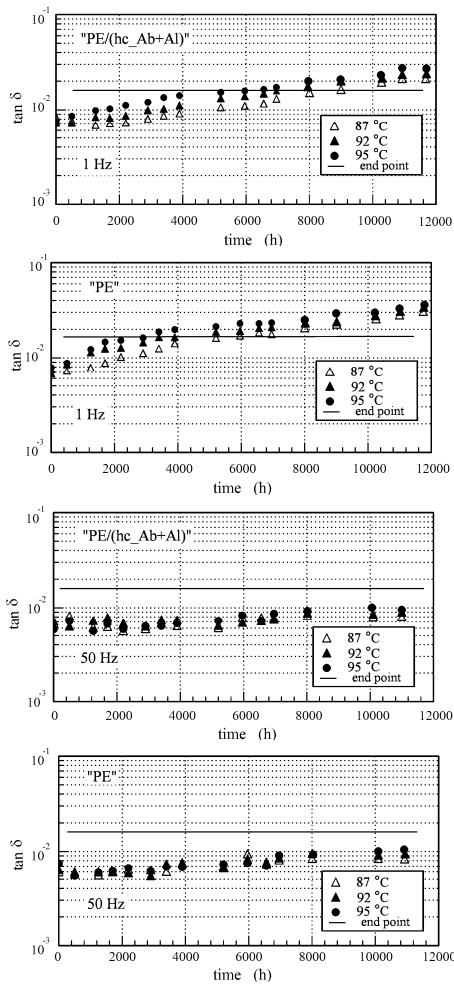 10⁻¹
"PE/(hc_Ab+Al)"
tan δ
10⁻²
△ 87 °C
▲ 92 °C
● 95 °C
— end point
1 Hz
10⁻³
0 2000 4000 6000 8000 10000 12000
time (h)
10⁻¹
"PE"
tan δ
10⁻²
△ 87 °C
▲ 92 °C
● 95 °C
— end point
1 Hz
10⁻³
0 2000 4000 6000 8000 10000 12000
time (h)
10⁻¹
"PE/(hc_Ab+Al)"
tan δ
10⁻²
△ 87 °C
▲ 92 °C
● 95 °C
— end point
50 Hz
10⁻³
0 2000 4000 6000 8000 10000 12000
time (h)
10⁻¹
"PE"
tan δ
10⁻²
△ 87 °C
▲ 92 °C
● 95 °C
— end point
50 Hz
10⁻³
0 2000 4000 6000 8000 10000 12000
time (h)